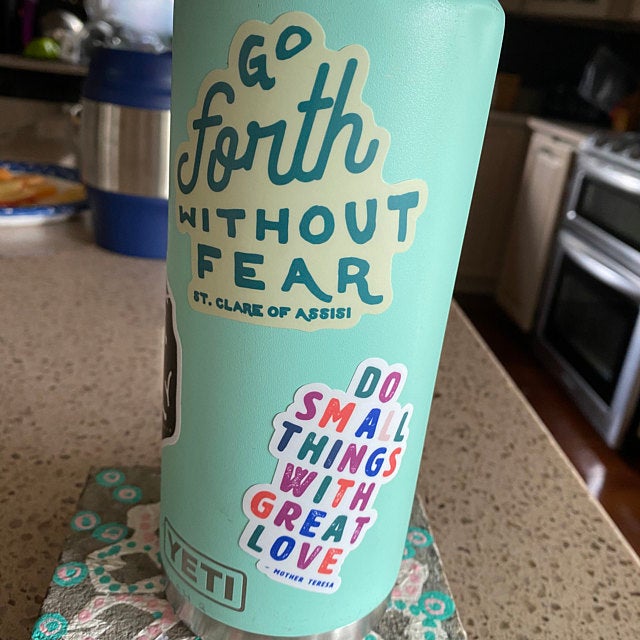 GO
forth
WITHOUT
FEAR
ST. CLARE OF ASSISI
DO
SMALL
THINGS
WITH
GREAT
LOVE
- MOTHER TERESA
YETI